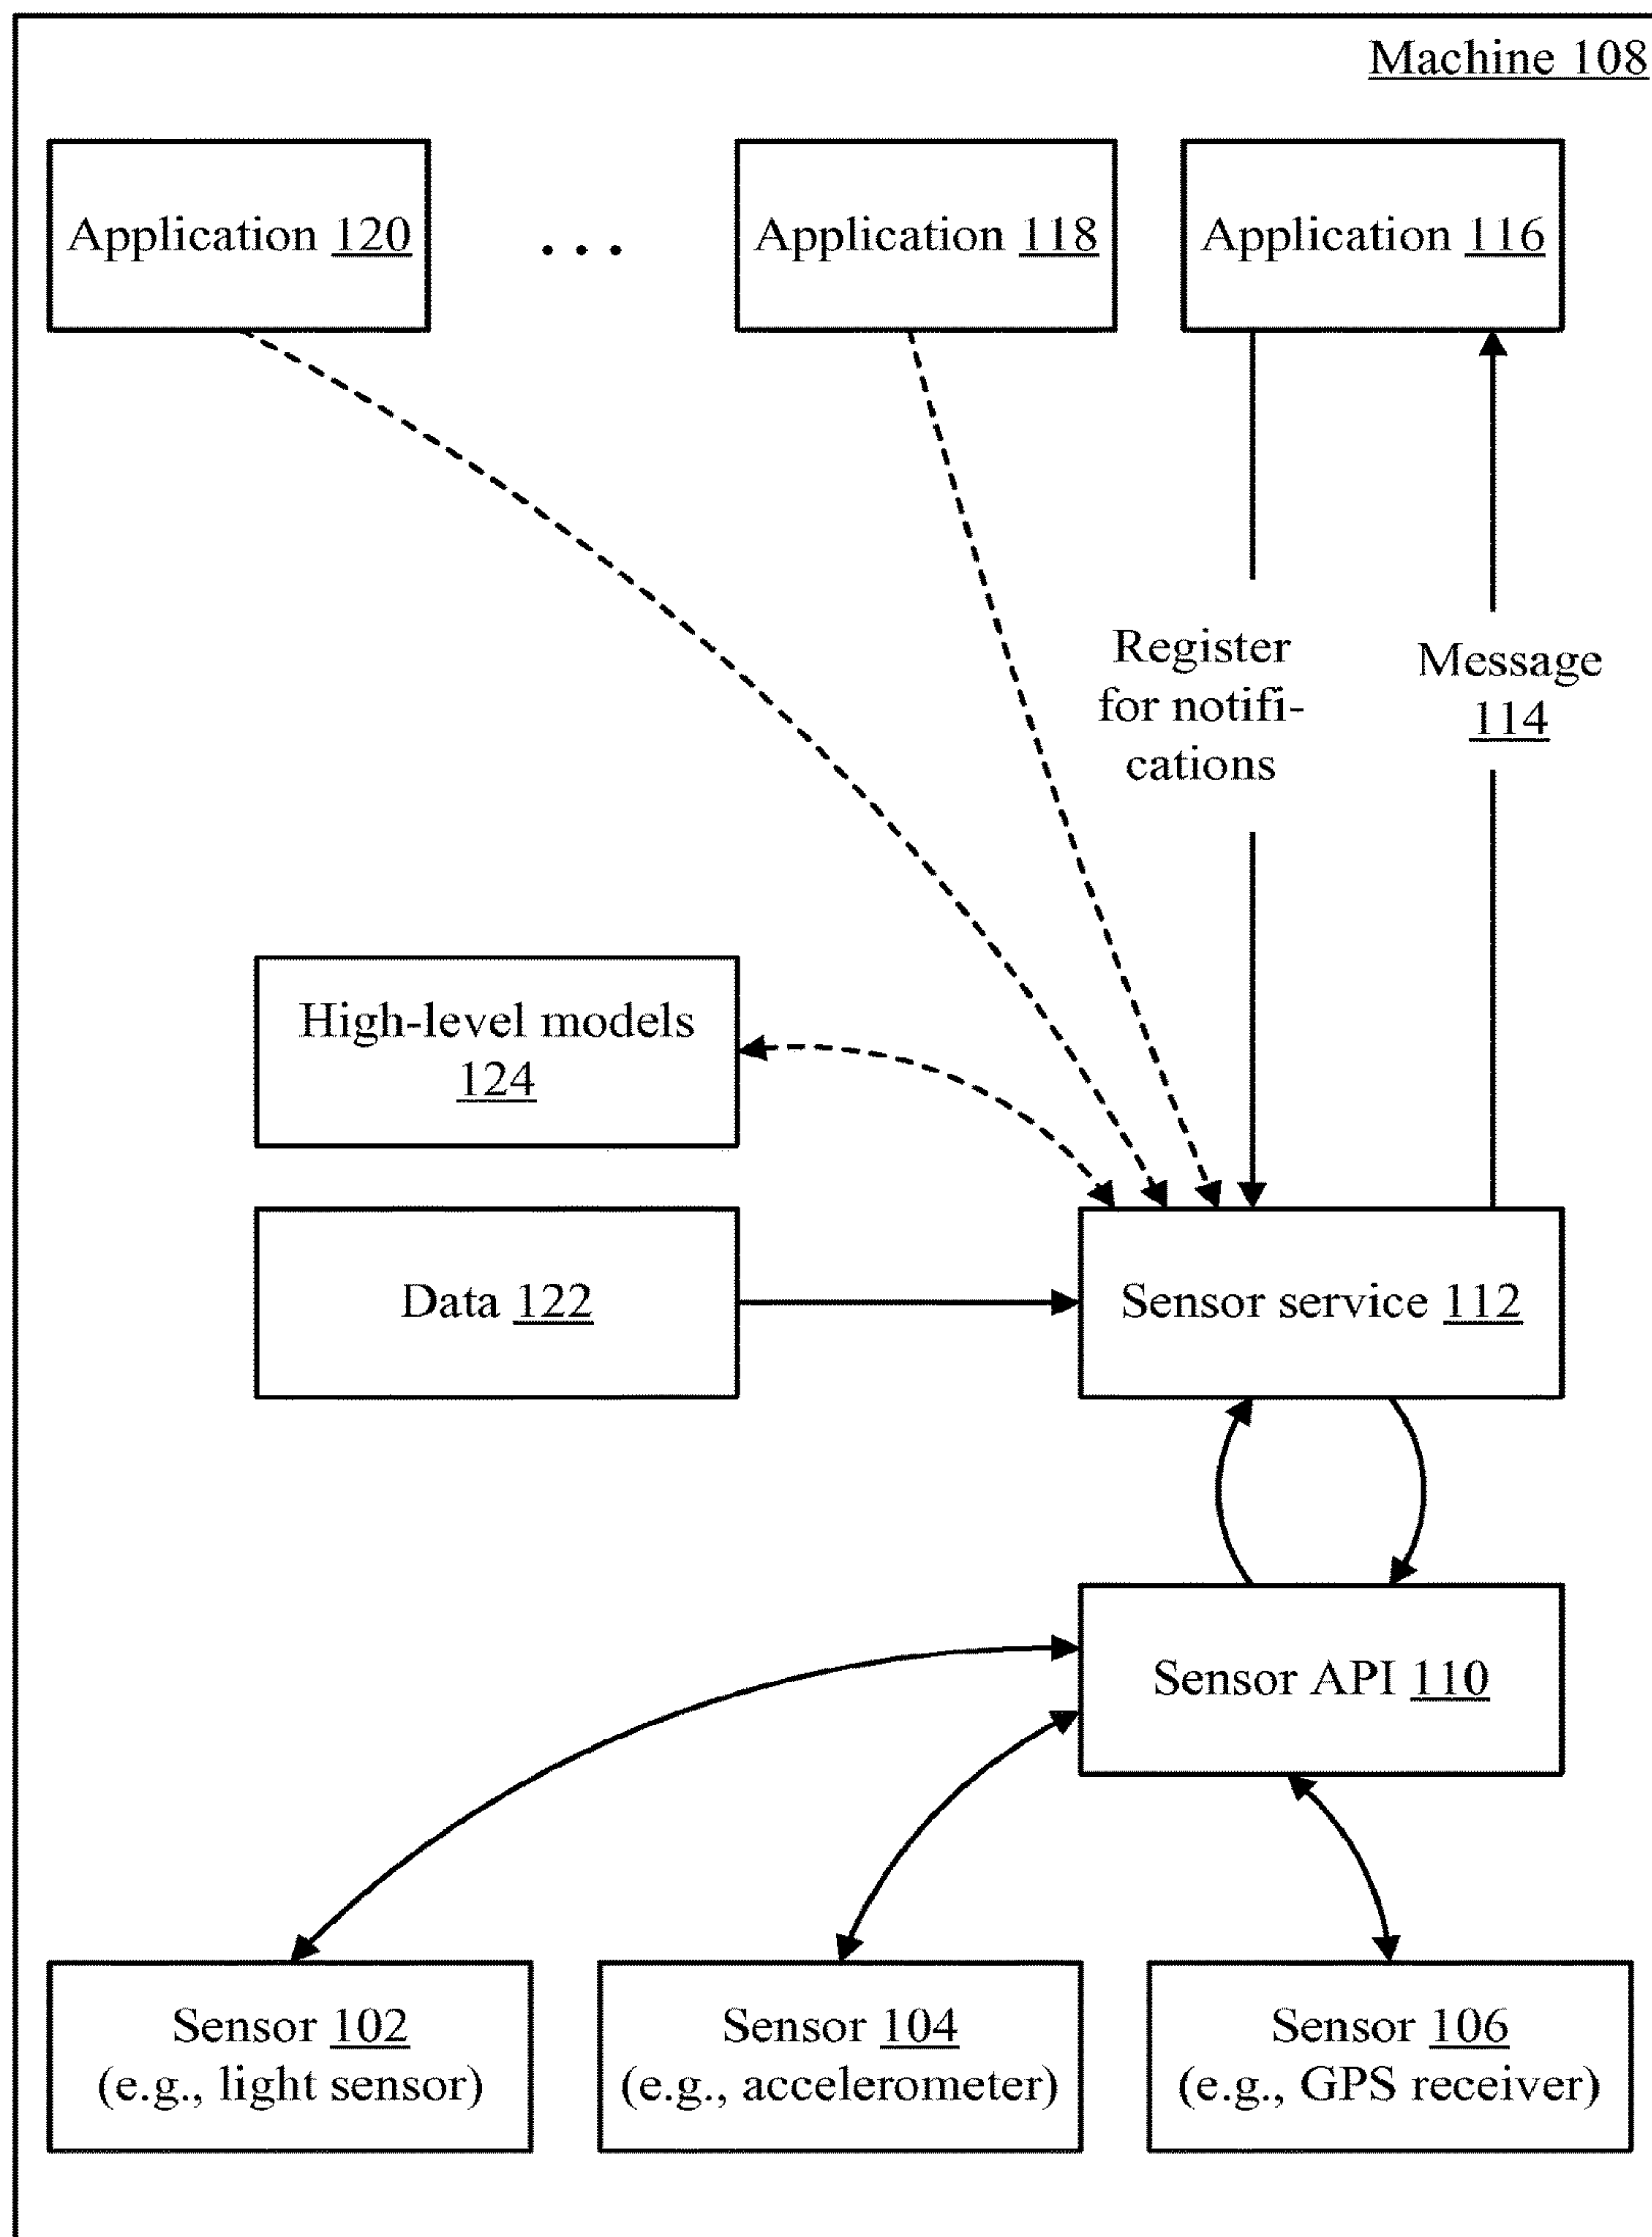 Machine 108
Application 120
. . .
Application 118
Application 116
Register
for notifi-
cations
Message
114
High-level models
124
Data 122
Sensor service 112
Sensor API 110
Sensor 102
(e.g., light sensor)
Sensor 104
(e.g., accelerometer)
Sensor 106
(e.g., GPS receiver)